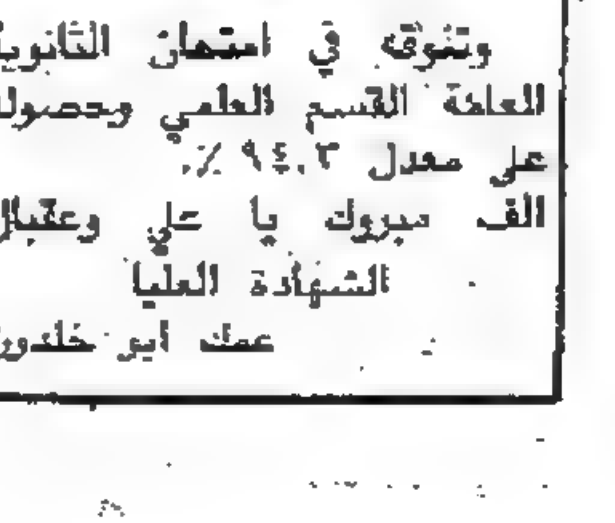 وتفوقه في امتحان الثانوية
العامة القسم العلمي وحصوله
على معدل ٩٤.٣ ٪.
الف مبروك يا علي وعقبال
الشهادة العليا
عمك ابو خلدون